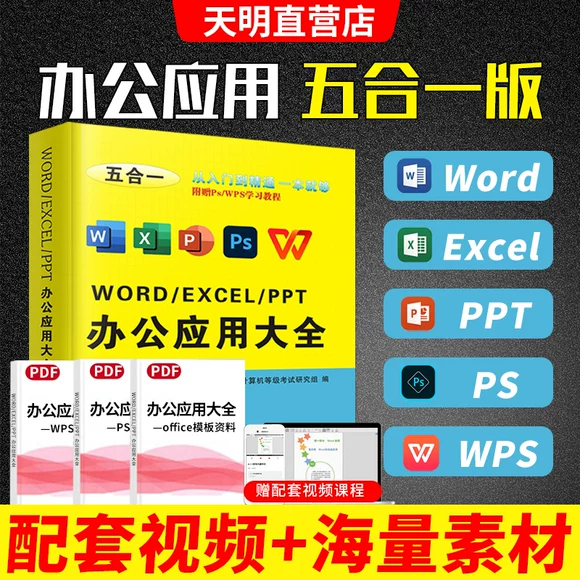 天明直营店
办公应用 五合一版
五合一
从入门到精通 一本就够
附赠Ps/WPS学习教程
W X P Ps W
WORD/EXCEL/PPT
办公应用大全
计算机等级考试研究组 编
WORD/EXCEL/PPT 办公应用大全
W Word
X Excel
P PPT
Ps PS
W WPS
PDF
办公应
—WPS
PDF
办公应
—PS
PDF
办公应用大全
—office模板资料
赠配套视频课程
配套视频+海量素材